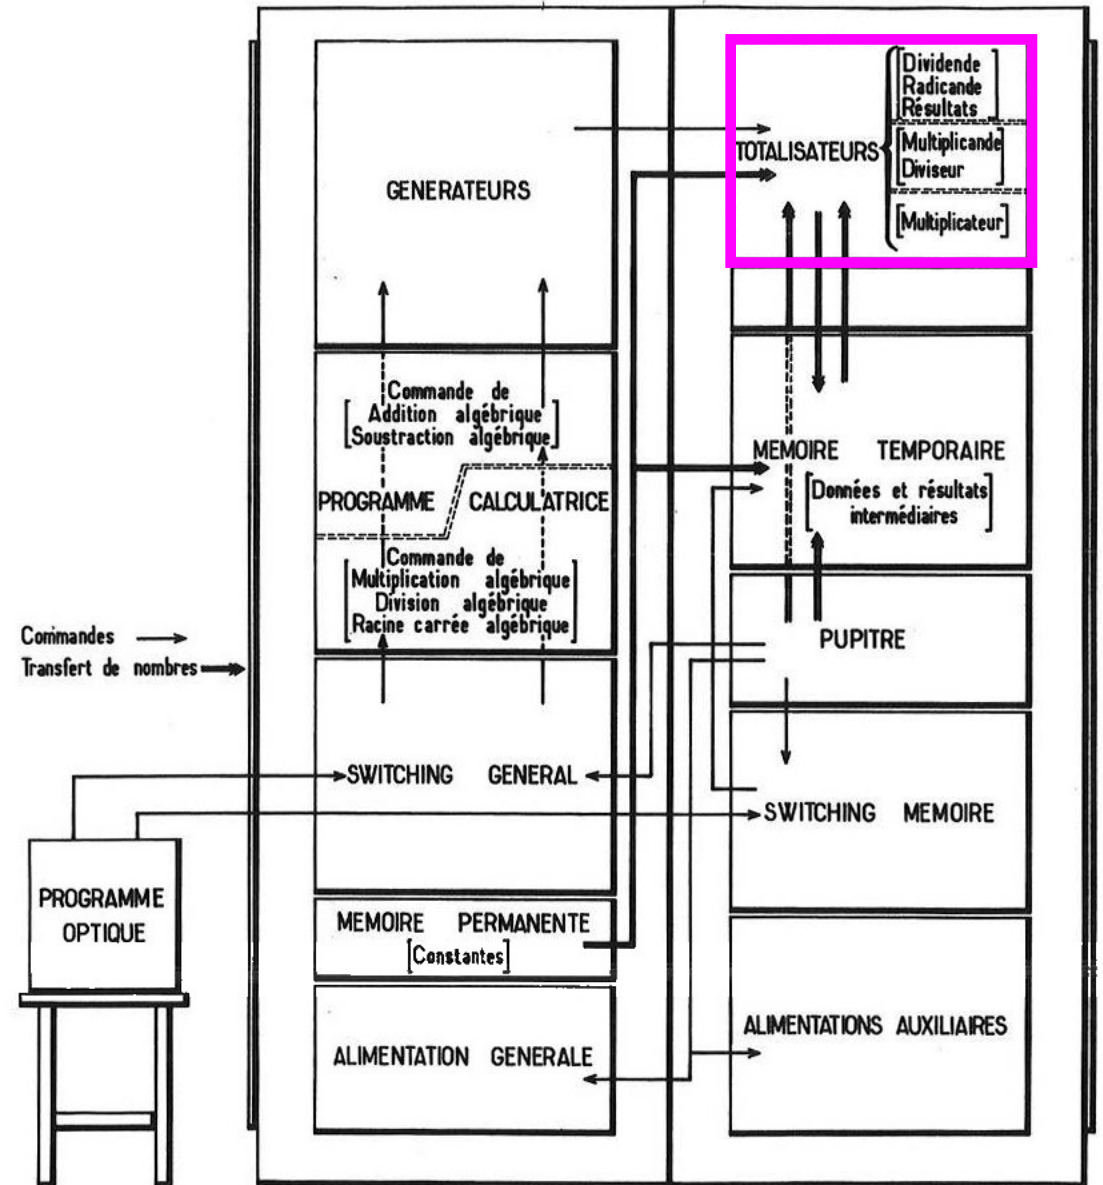 GENERATEURS
Commande de
Addition algébrique
Soustraction algébrique
PROGRAMME CALCULATRICE
Commande de
Multiplication algébrique
Division algébrique
Racine carrée algébrique
Commandes
Transfert de nombres
SWITCHING GENERAL
PROGRAMME
OPTIQUE
MEMOIRE PERMANENTE
[Constantes]
ALIMENTATION GENERALE
TOTALISATEURS
Dividende
Radicande
Résultats
Multiplicande
Diviseur
[Multiplicateur]
MEMOIRE TEMPORAIRE
Données et résultats
intermédiaires
PUPITRE
SWITCHING MEMOIRE
ALIMENTATIONS AUXILIAIRES